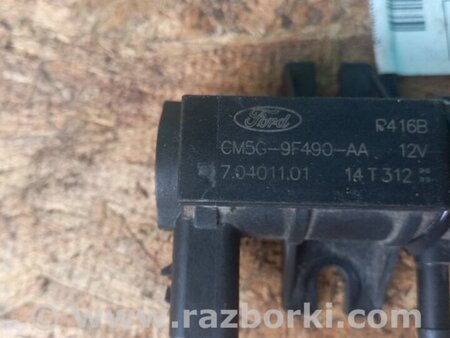 Ford R416B
CM5G-9F490-AA 12V
7.04011.01 14T312
www.razborki.com